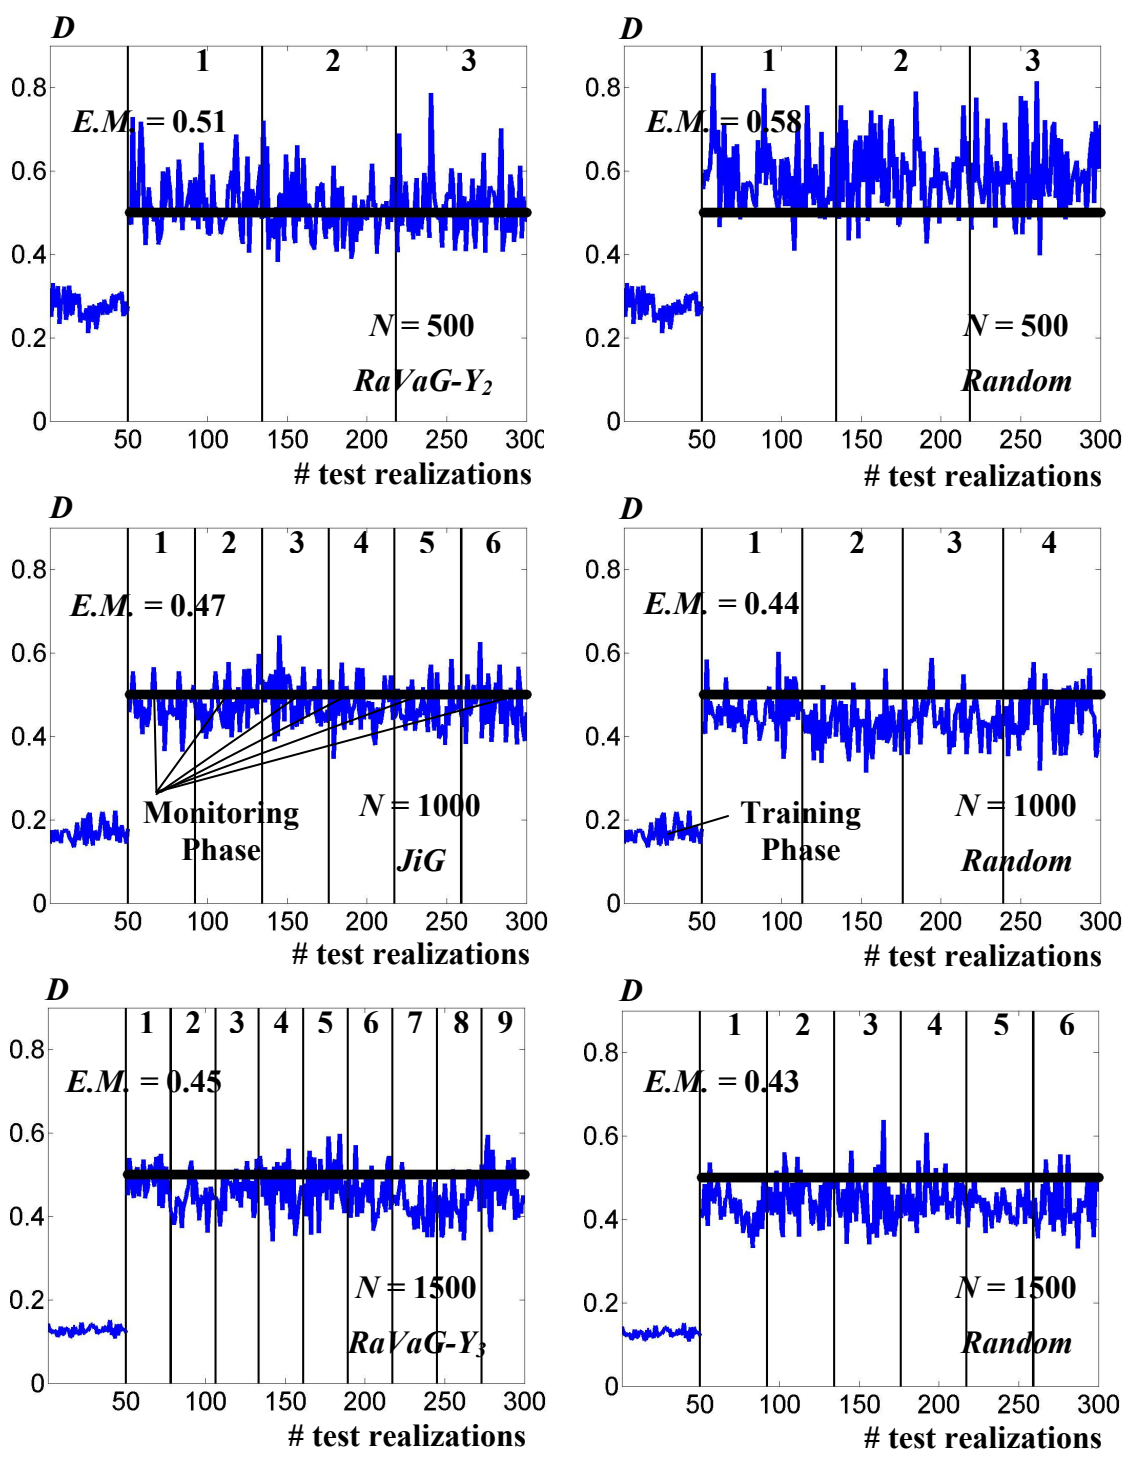 D
1 2 3
0.8
E.M. = 0.51
0.6
0.4
N = 500
0.2
RaVaG-Y2
0
50 100 150 200 250 300
# test realizations
D
1 2 3
0.8
E.M. = 0.58
0.6
0.4
N = 500
0.2
Random
0
50 100 150 200 250 300
# test realizations
D
1 2 3 4 5 6
0.8
E.M. = 0.47
0.6
0.4
0.2
Monitoring
Phase
N = 1000
JiG
0
50 100 150 200 250 300
# test realizations
D
1 2 3 4
0.8
E.M. = 0.44
0.6
0.4
0.2
Training
Phase
N = 1000
Random
0
50 100 150 200 250 300
# test realizations
D
1 2 3 4 5 6 7 8 9
0.8
E.M. = 0.45
0.6
0.4
N = 1500
0.2
RaVaG-Y3
0
50 100 150 200 250 300
# test realizations
D
1 2 3 4 5 6
0.8
E.M. = 0.43
0.6
0.4
N = 1500
0.2
Random
0
50 100 150 200 250 300
# test realizations